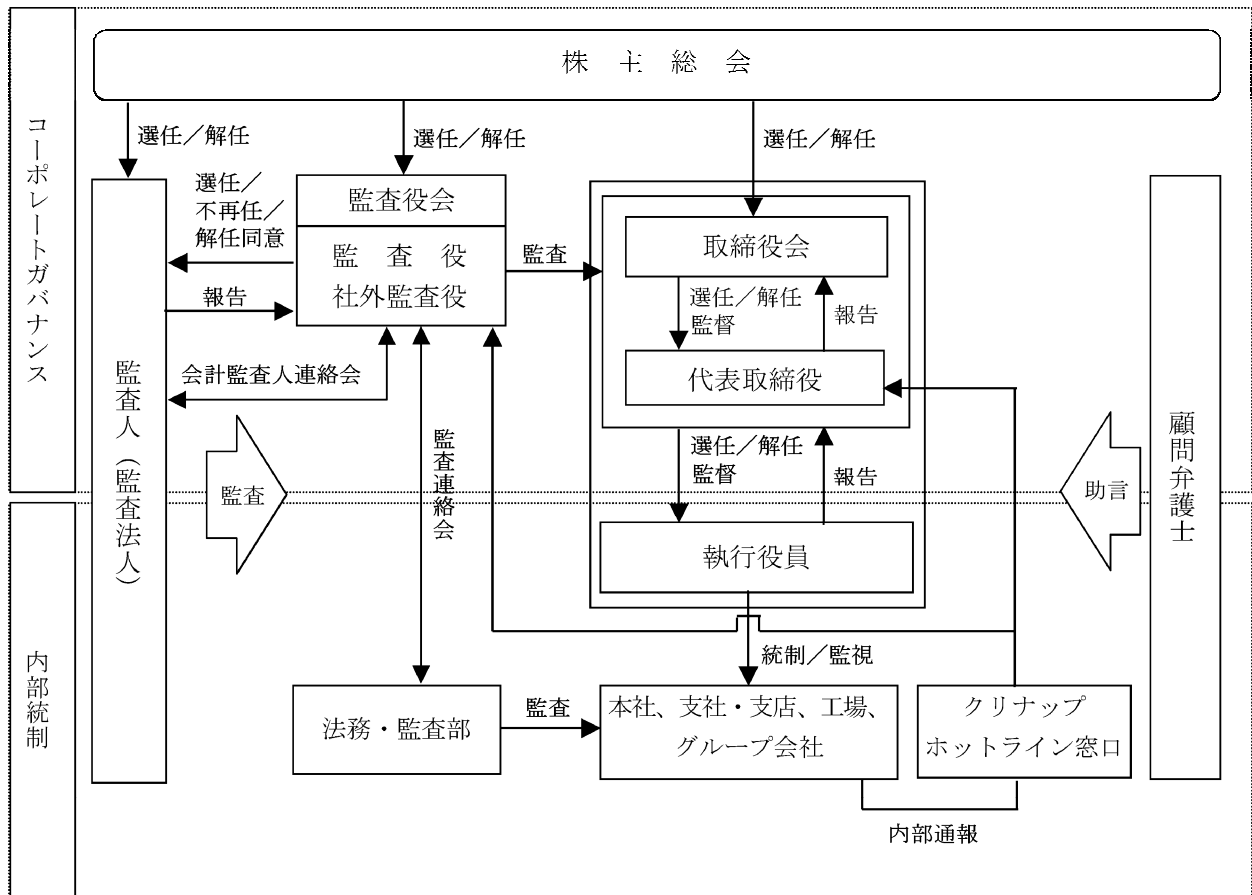 株 主 総 会
コーポレートガバナンス
選任／解任
選任／解任
選任／解任
選任／
不再任／
解任同意
報告
会計監査人連絡会
監査人（監査法人）
監査役会
監 査 役
社外監査役
監査
取締役会
選任／解任
監督
報告
代表取締役
選任／解任
監督
報告
監査
監査連絡会
執行役員
助言
顧問弁護士
内部統制
統制／監視
法務・監査部
監査
本社、支社・支店、工場、
グループ会社
クリナップ
ホットライン窓口
内部通報